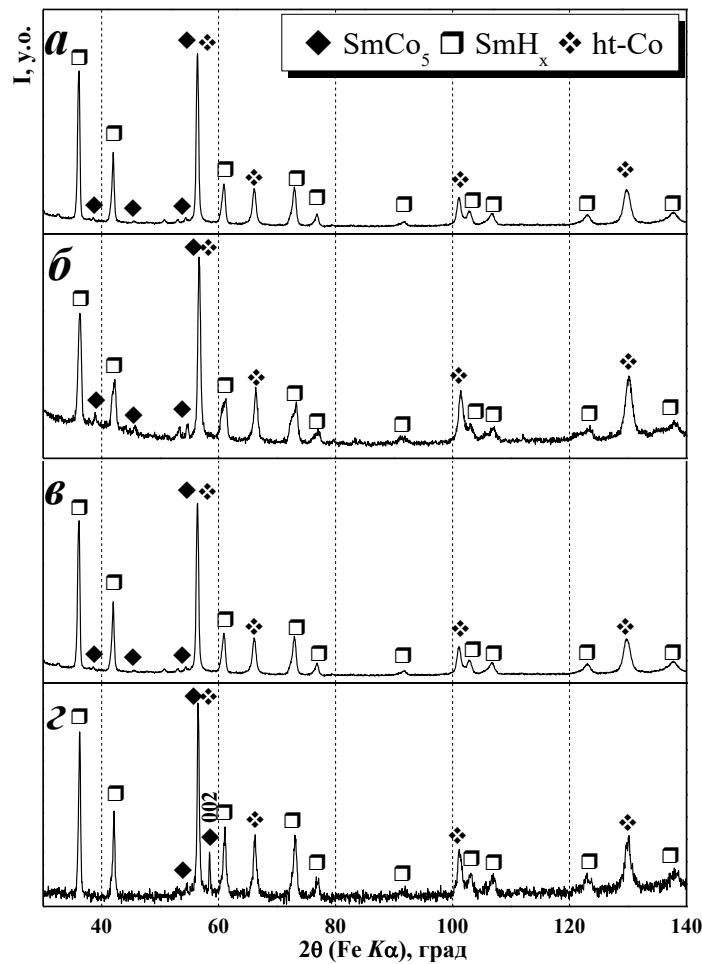 I, у.о.
◆ SmCo₅ ❒ SmHₓ ❖ ht-Co
а
б
в
г
002
40 60 80 100 120 140
2θ (Fe Kα), град